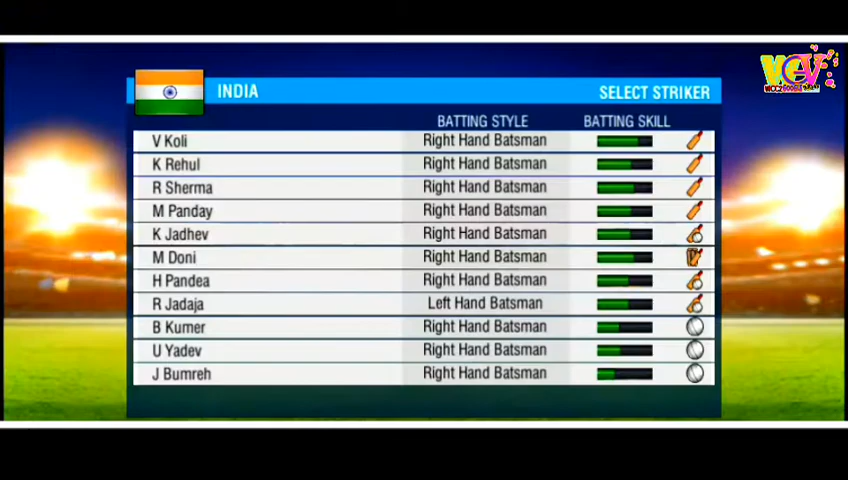 VGV
INDIA SELECT STRIKER
BATTING STYLE BATTING SKILL
V Koli Right Hand Batsman
K Rehul Right Hand Batsman
R Sherma Right Hand Batsman
M Panday Right Hand Batsman
K Jadhev Right Hand Batsman
M Doni Right Hand Batsman
H Pandea Right Hand Batsman
R Jadaja Left Hand Batsman
B Kumer Right Hand Batsman
U Yadev Right Hand Batsman
J Bumreh Right Hand Batsman